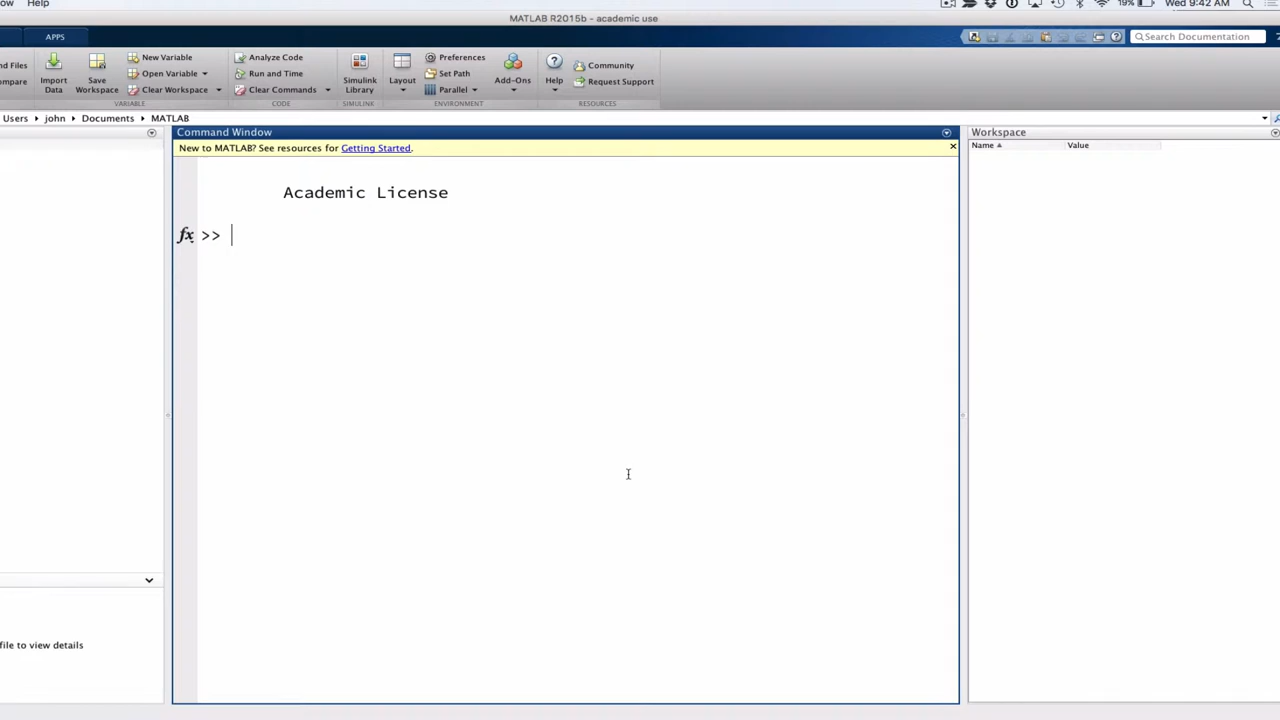 ow Help 19% Wed 9:42 AM
MATLAB R2015b - academic use
APPS Search Documentation
nd Files New Variable Analyze Code Preferences Community
ompare Import Data Save Workspace Open Variable Run and Time Simulink Library Layout Set Path Add-Ons Help Request Support
Clear Workspace Clear Commands Parallel
VARIABLE CODE SIMULINK ENVIRONMENT RESOURCES
Users john Documents MATLAB
Command Window Workspace
New to MATLAB? See resources for Getting Started. Name Value
Academic License
fx >>
file to view details